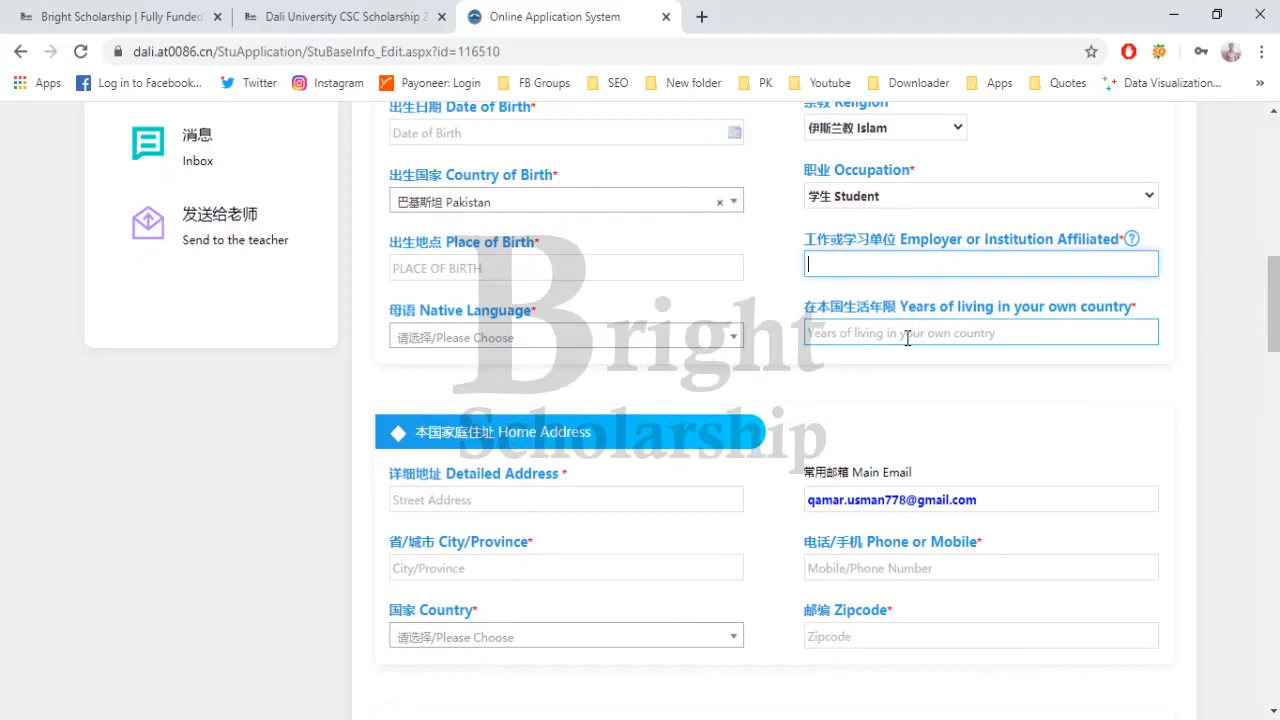 Bright Scholarship | Fully Funded
Dali University CSC Scholarship 2
Online Application System
dali.at0086.cn/StuApplication/StuBaseInfo_Edit.aspx?id=116510
Apps
Log in to Facebook...
Twitter
Instagram
Payoneer: Login
FB Groups
SEO
New folder
PK
Youtube
Downloader
Apps
Quotes
Data Visualization...
»
消息
Inbox
发送给老师
Send to the teacher
出生日期 Date of Birth*
Date of Birth
出生国家 Country of Birth*
巴基斯坦 Pakistan
出生地点 Place of Birth*
PLACE OF BIRTH
母语 Native Language*
请选择/Please Choose
宗教 Religion
伊斯兰教 Islam
职业 Occupation*
学生 Student
工作或学习单位 Employer or Institution Affiliated*
在本国生活年限 Years of living in your own country*
Years of living in your own country
Bright
Scholarship
本国家庭住址 Home Address
详细地址 Detailed Address *
Street Address
省/城市 City/Province*
City/Province
国家 Country*
请选择/Please Choose
常用邮箱 Main Email
qamar.usman778@gmail.com
电话/手机 Phone or Mobile*
Mobile/Phone Number
邮编 Zipcode*
Zipcode